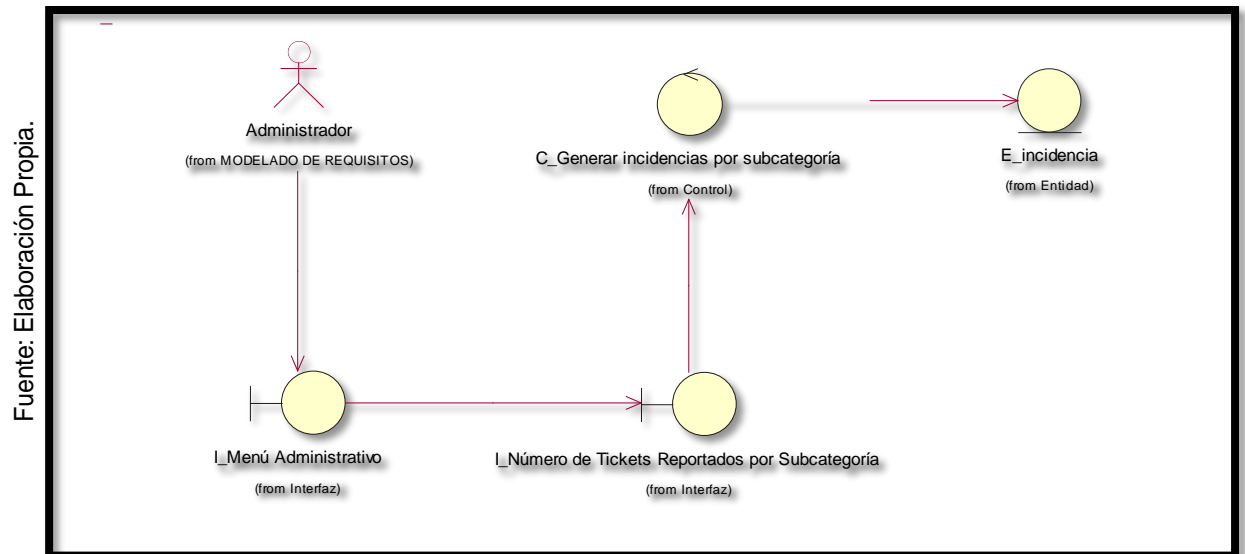 Fuente: Elaboración Propia.
Administrador
(from MODELADO DE REQUISITOS)
C_Generar incidencias por subcategoría
(from Control)
E_incidencia
(from Entidad)
I_Menú Administrativo
(from Interfaz)
I_Número de Tickets Reportados por Subcategoría
(from Interfaz)